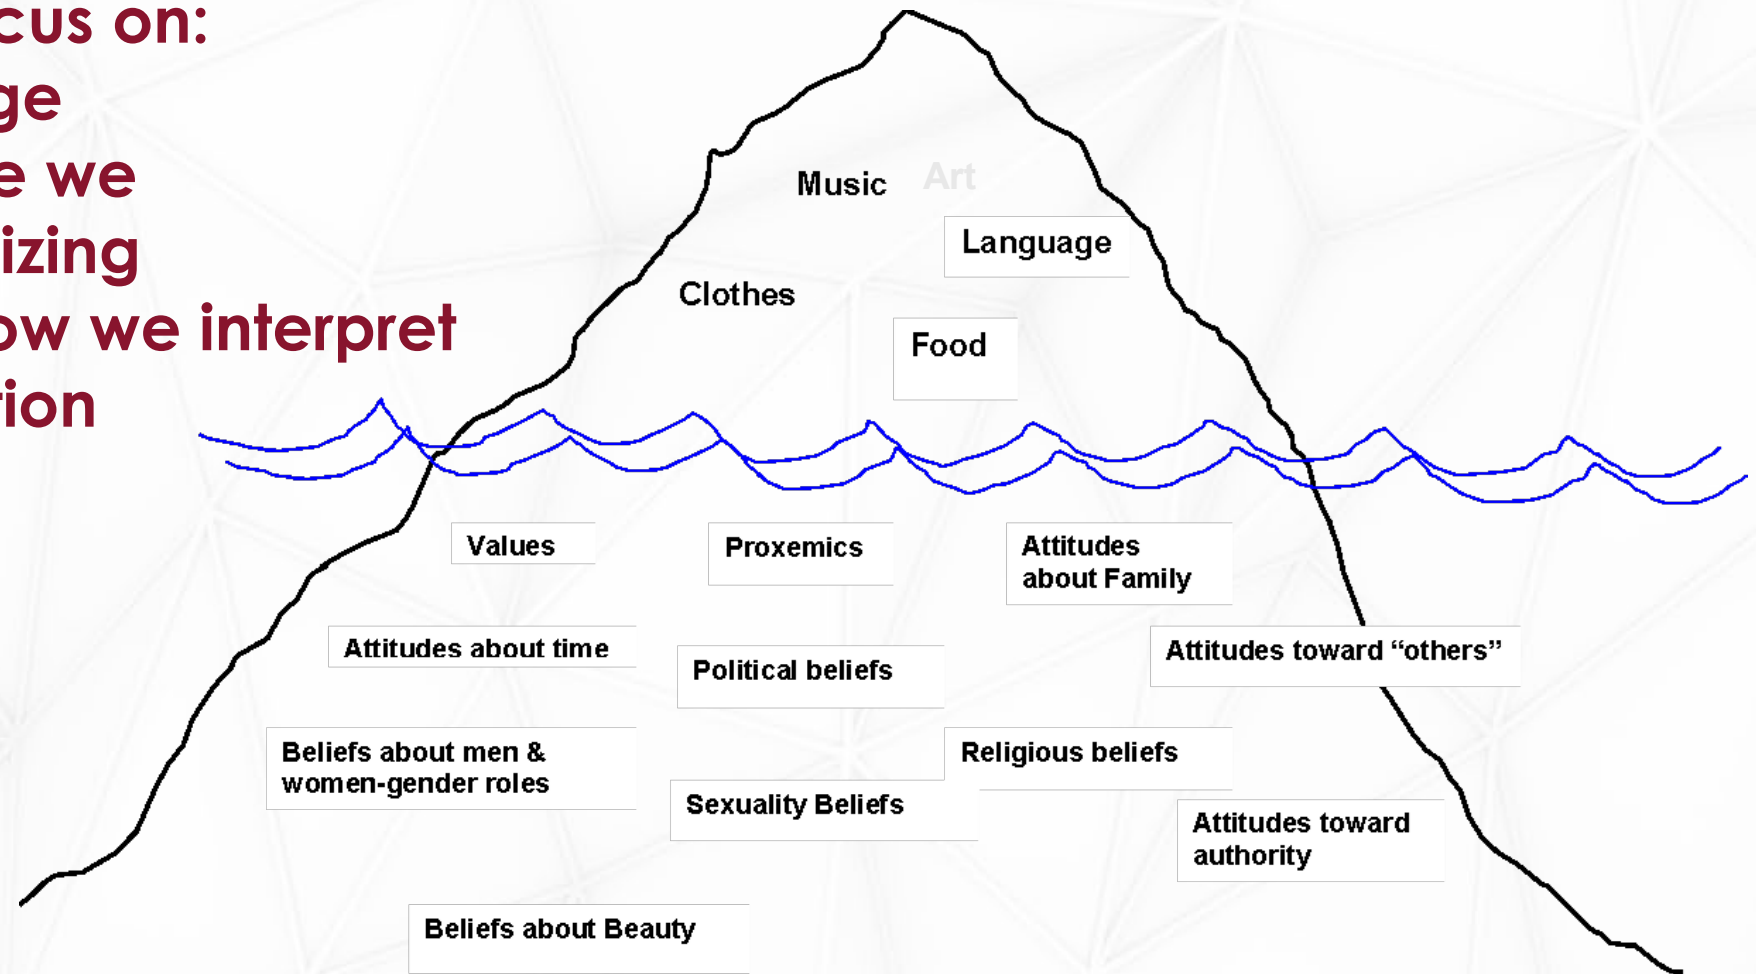 cus on:
ge
e we
izing
ow we interpret
tion
Music Art
Language
Clothes
Food
Values
Proxemics
Attitudes
about Family
Attitudes about time
Political beliefs
Attitudes toward “others”
Beliefs about men &
women-gender roles
Religious beliefs
Sexuality Beliefs
Attitudes toward
authority
Beliefs about Beauty